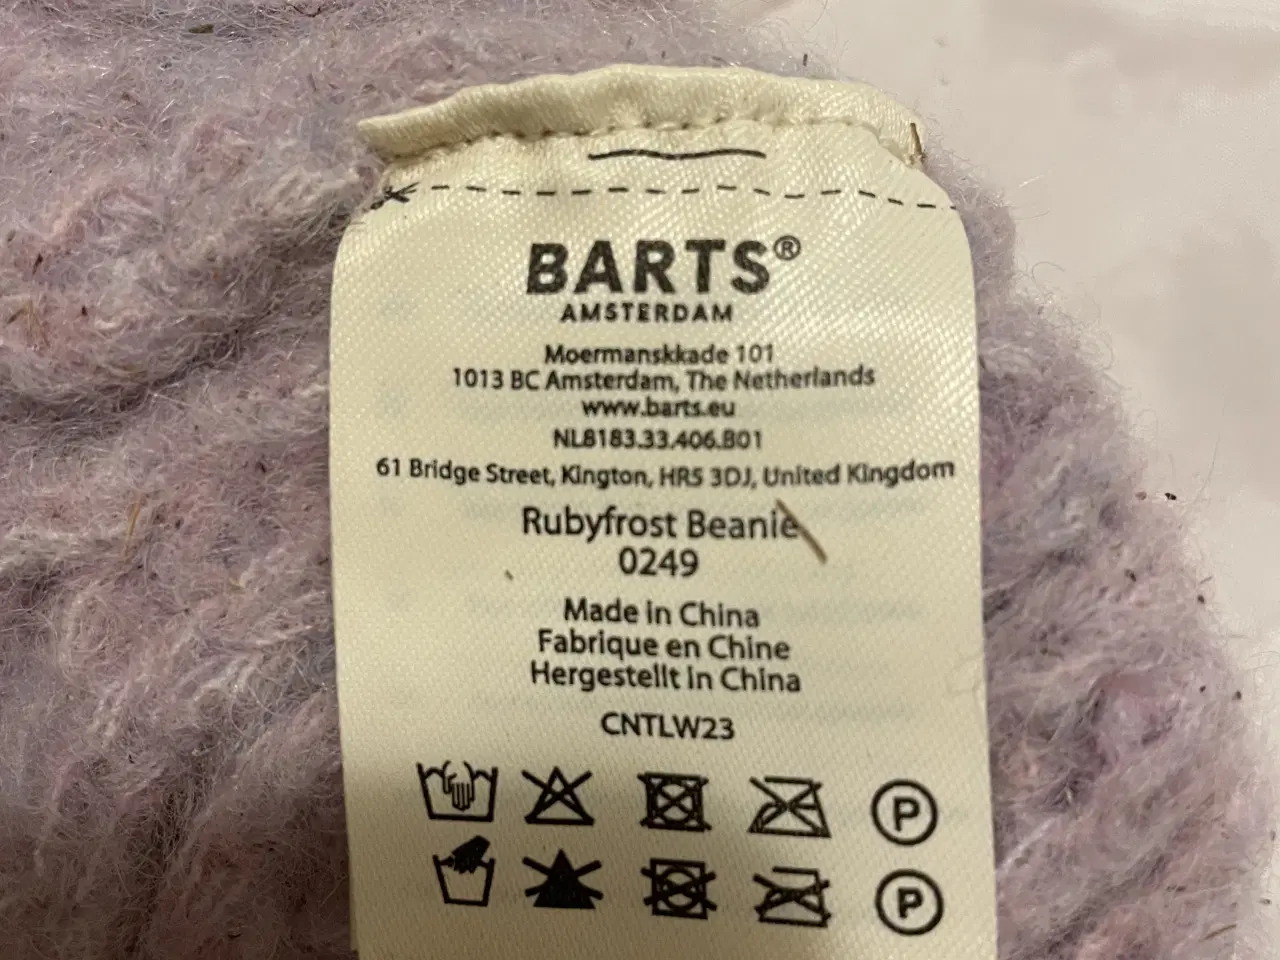 BARTS®
AMSTERDAM
Moermanskkade 101
1013 BC Amsterdam, The Netherlands
www.barts.eu
NL8183.33.406.B01
61 Bridge Street, Kington, HR5 3DJ, United Kingdom
Rubyfrost Beanie
0249
Made in China
Fabrique en Chine
Hergestellt in China
CNTLW23
P
P